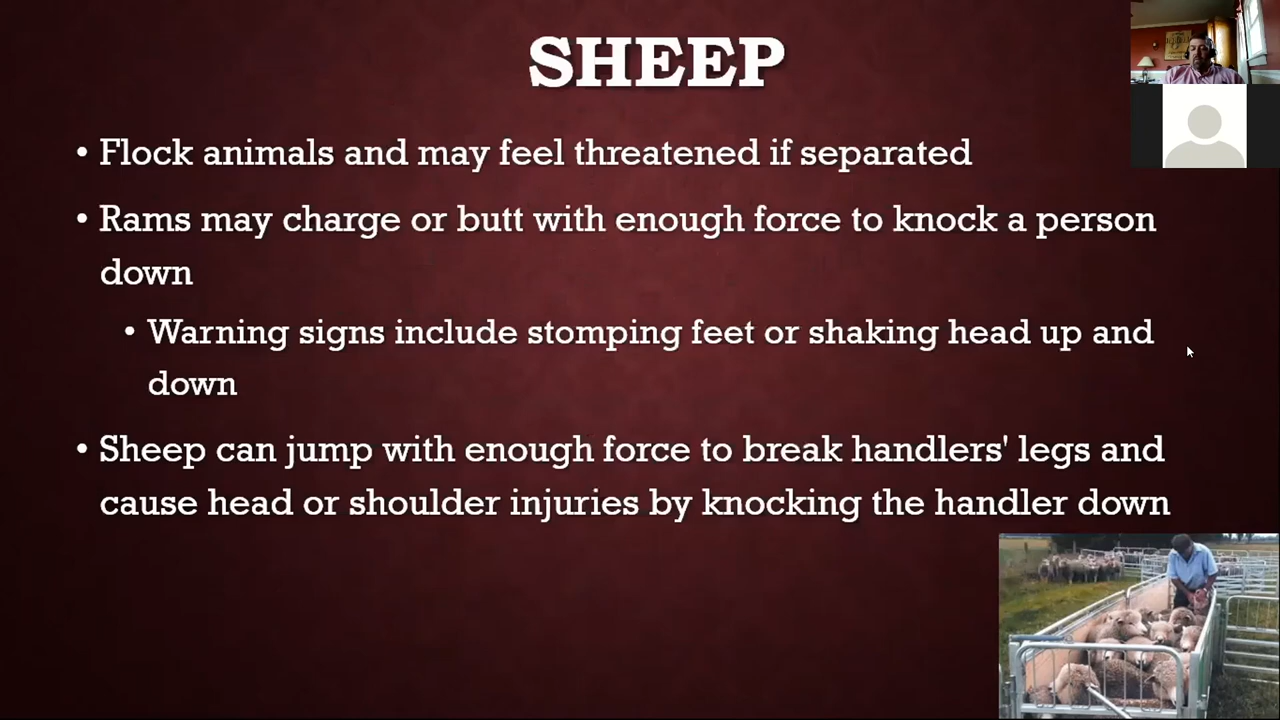 SHEEP
• Flock animals and may feel threatened if separated
• Rams may charge or butt with enough force to knock a person
down
• Warning signs include stomping feet or shaking head up and
down
• Sheep can jump with enough force to break handlers' legs and
cause head or shoulder injuries by knocking the handler down